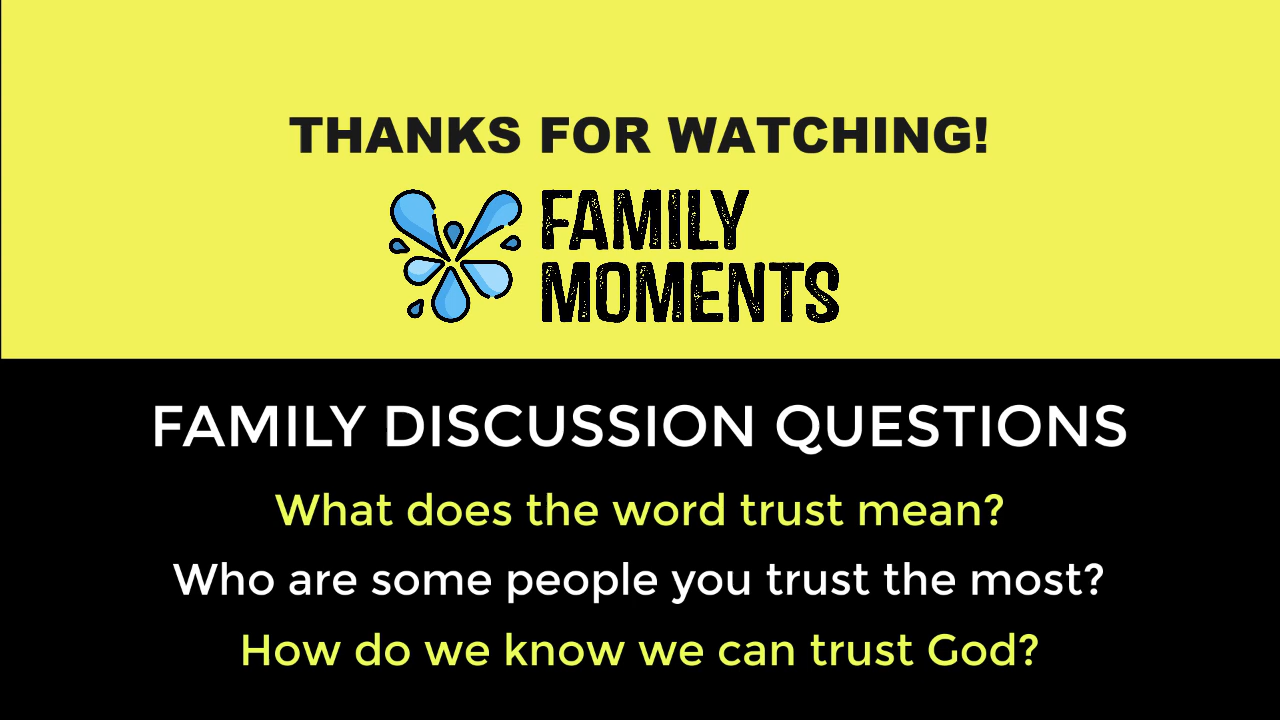 THANKS FOR WATCHING!
FAMILY
MOMENTS
FAMILY DISCUSSION QUESTIONS
What does the word trust mean?
Who are some people you trust the most?
How do we know we can trust God?